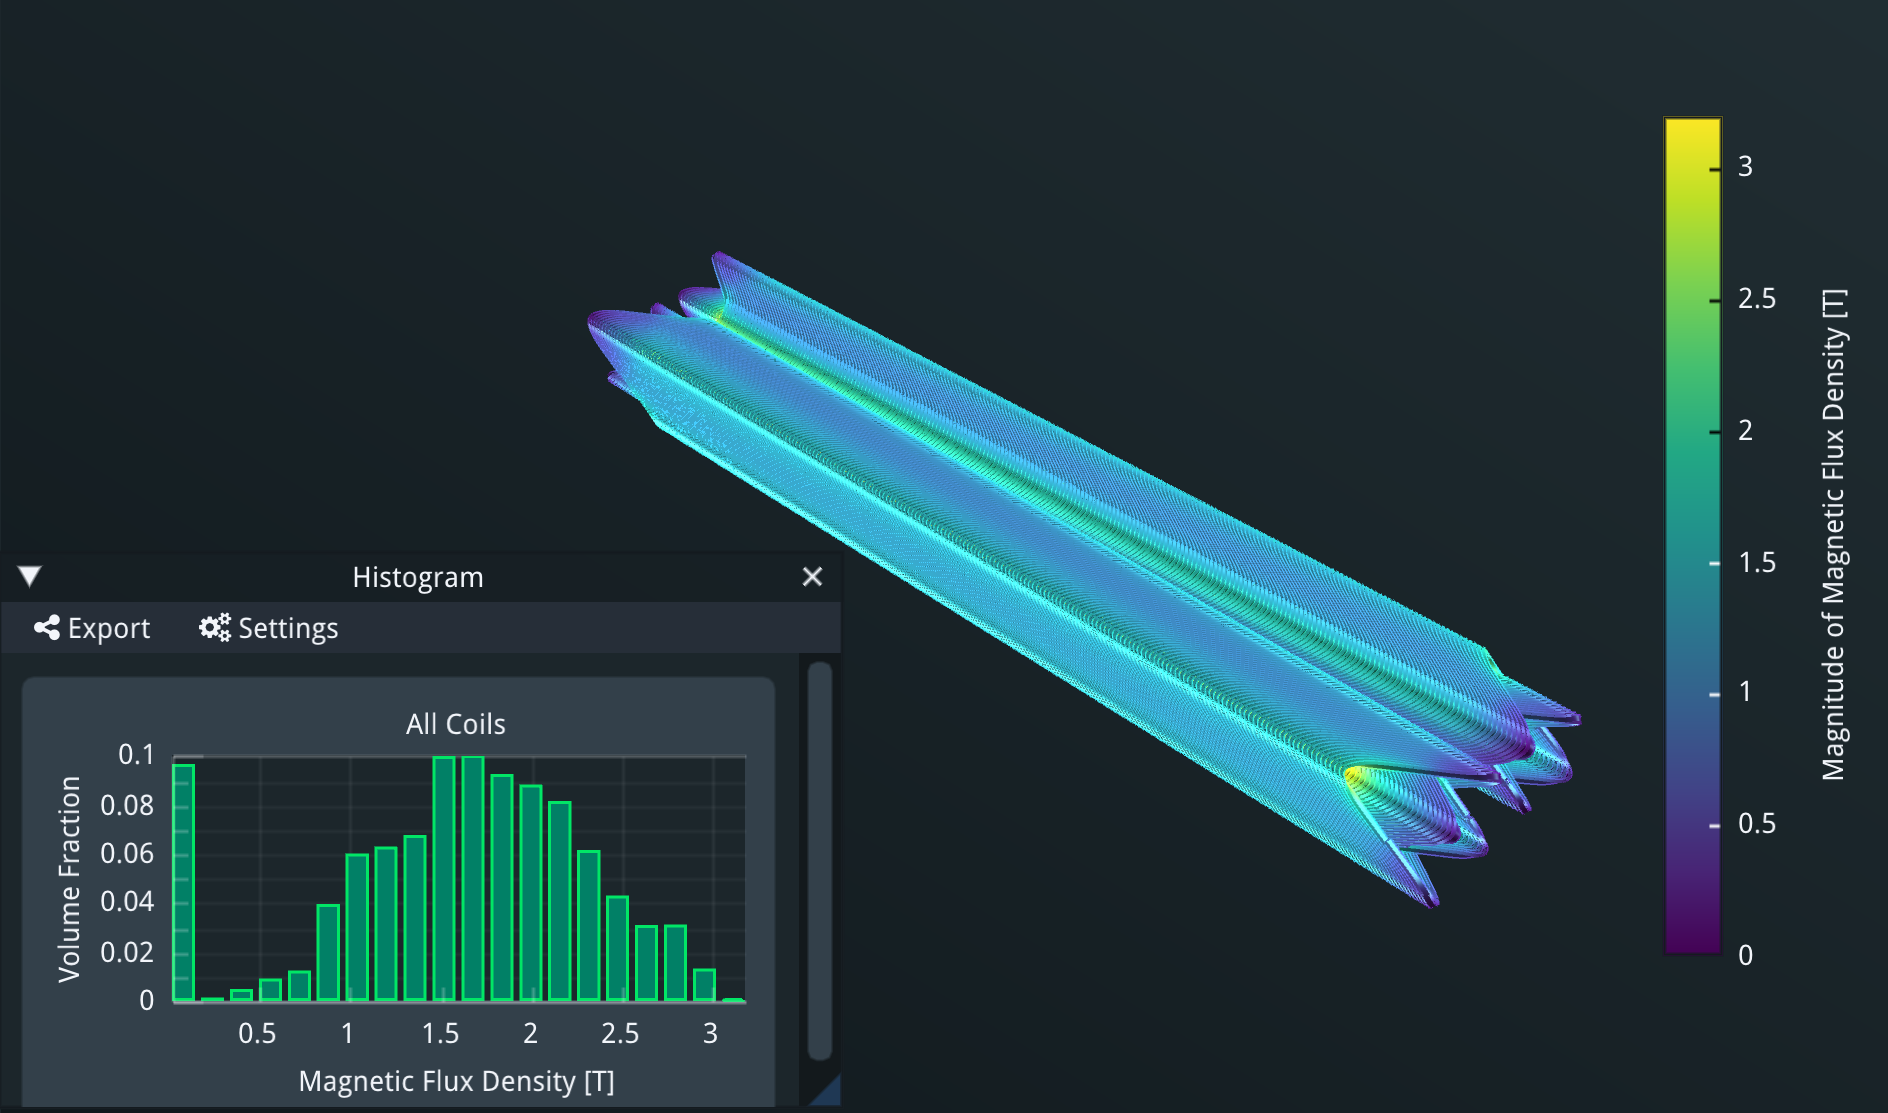 3
2.5
2
1.5
1
0.5
0
Magnitude of Magnetic Flux Density [T]
Histogram
Export Settings
All Coils
0.1
0.08
0.06
0.04
0.02
0
Volume Fraction
0.5 1 1.5 2 2.5 3
Magnetic Flux Density [T]